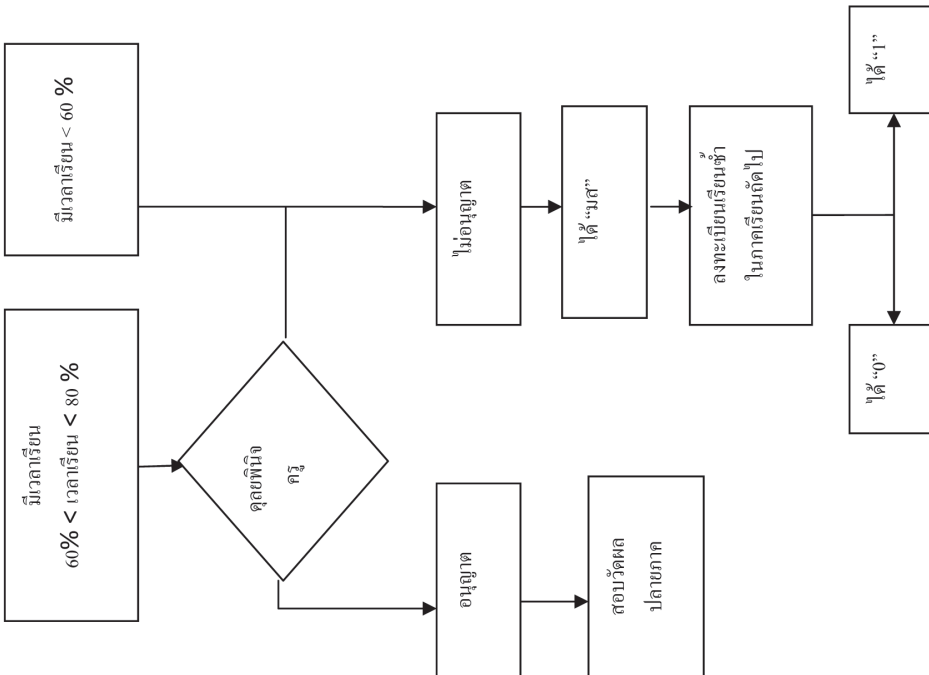 มีเวลาเรียน
60% < เวลาเรียน < 80 %
มีเวลาเรียน < 60 %
ดุลยพินิจ
ครู
อนุญาต
ไม่อนุญาต
สอบวัดผล
ปลายภาค
ได้ “มส”
ลงทะเบียนเรียนซ้ำ
ในภาคเรียนถัดไป
ได้ “0”
ได้ “1”